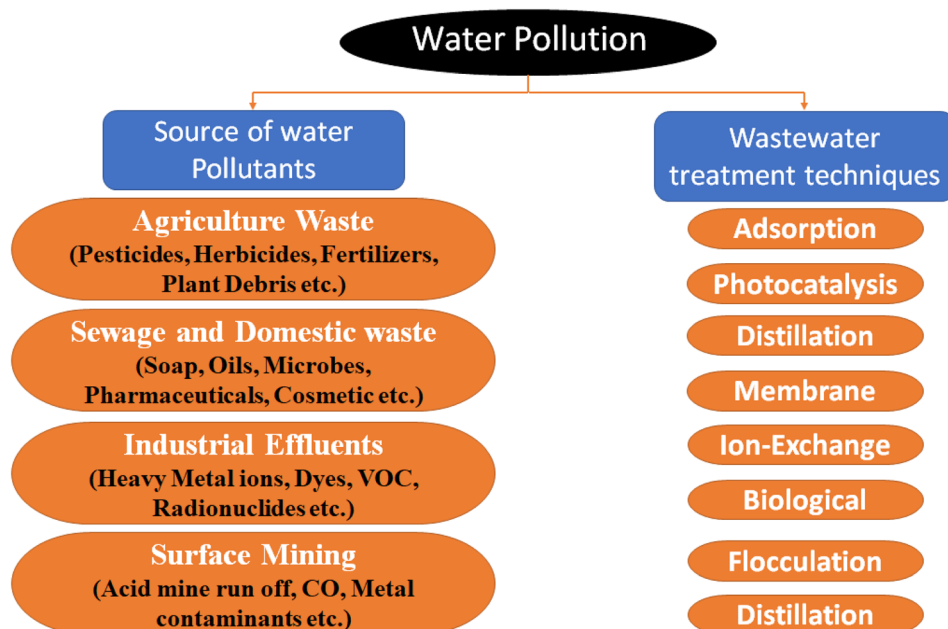 Water Pollution
Source of water
Pollutants
Agriculture Waste
(Pesticides, Herbicides, Fertilizers,
Plant Debris etc.)
Sewage and Domestic waste
(Soap, Oils, Microbes,
Pharmaceuticals, Cosmetic etc.)
Industrial Effluents
(Heavy Metal ions, Dyes, VOC,
Radionuclides etc.)
Surface Mining
(Acid mine run off, CO, Metal
contaminants etc.)
Wastewater
treatment techniques
Adsorption
Photocatalysis
Distillation
Membrane
Ion-Exchange
Biological
Flocculation
Distillation